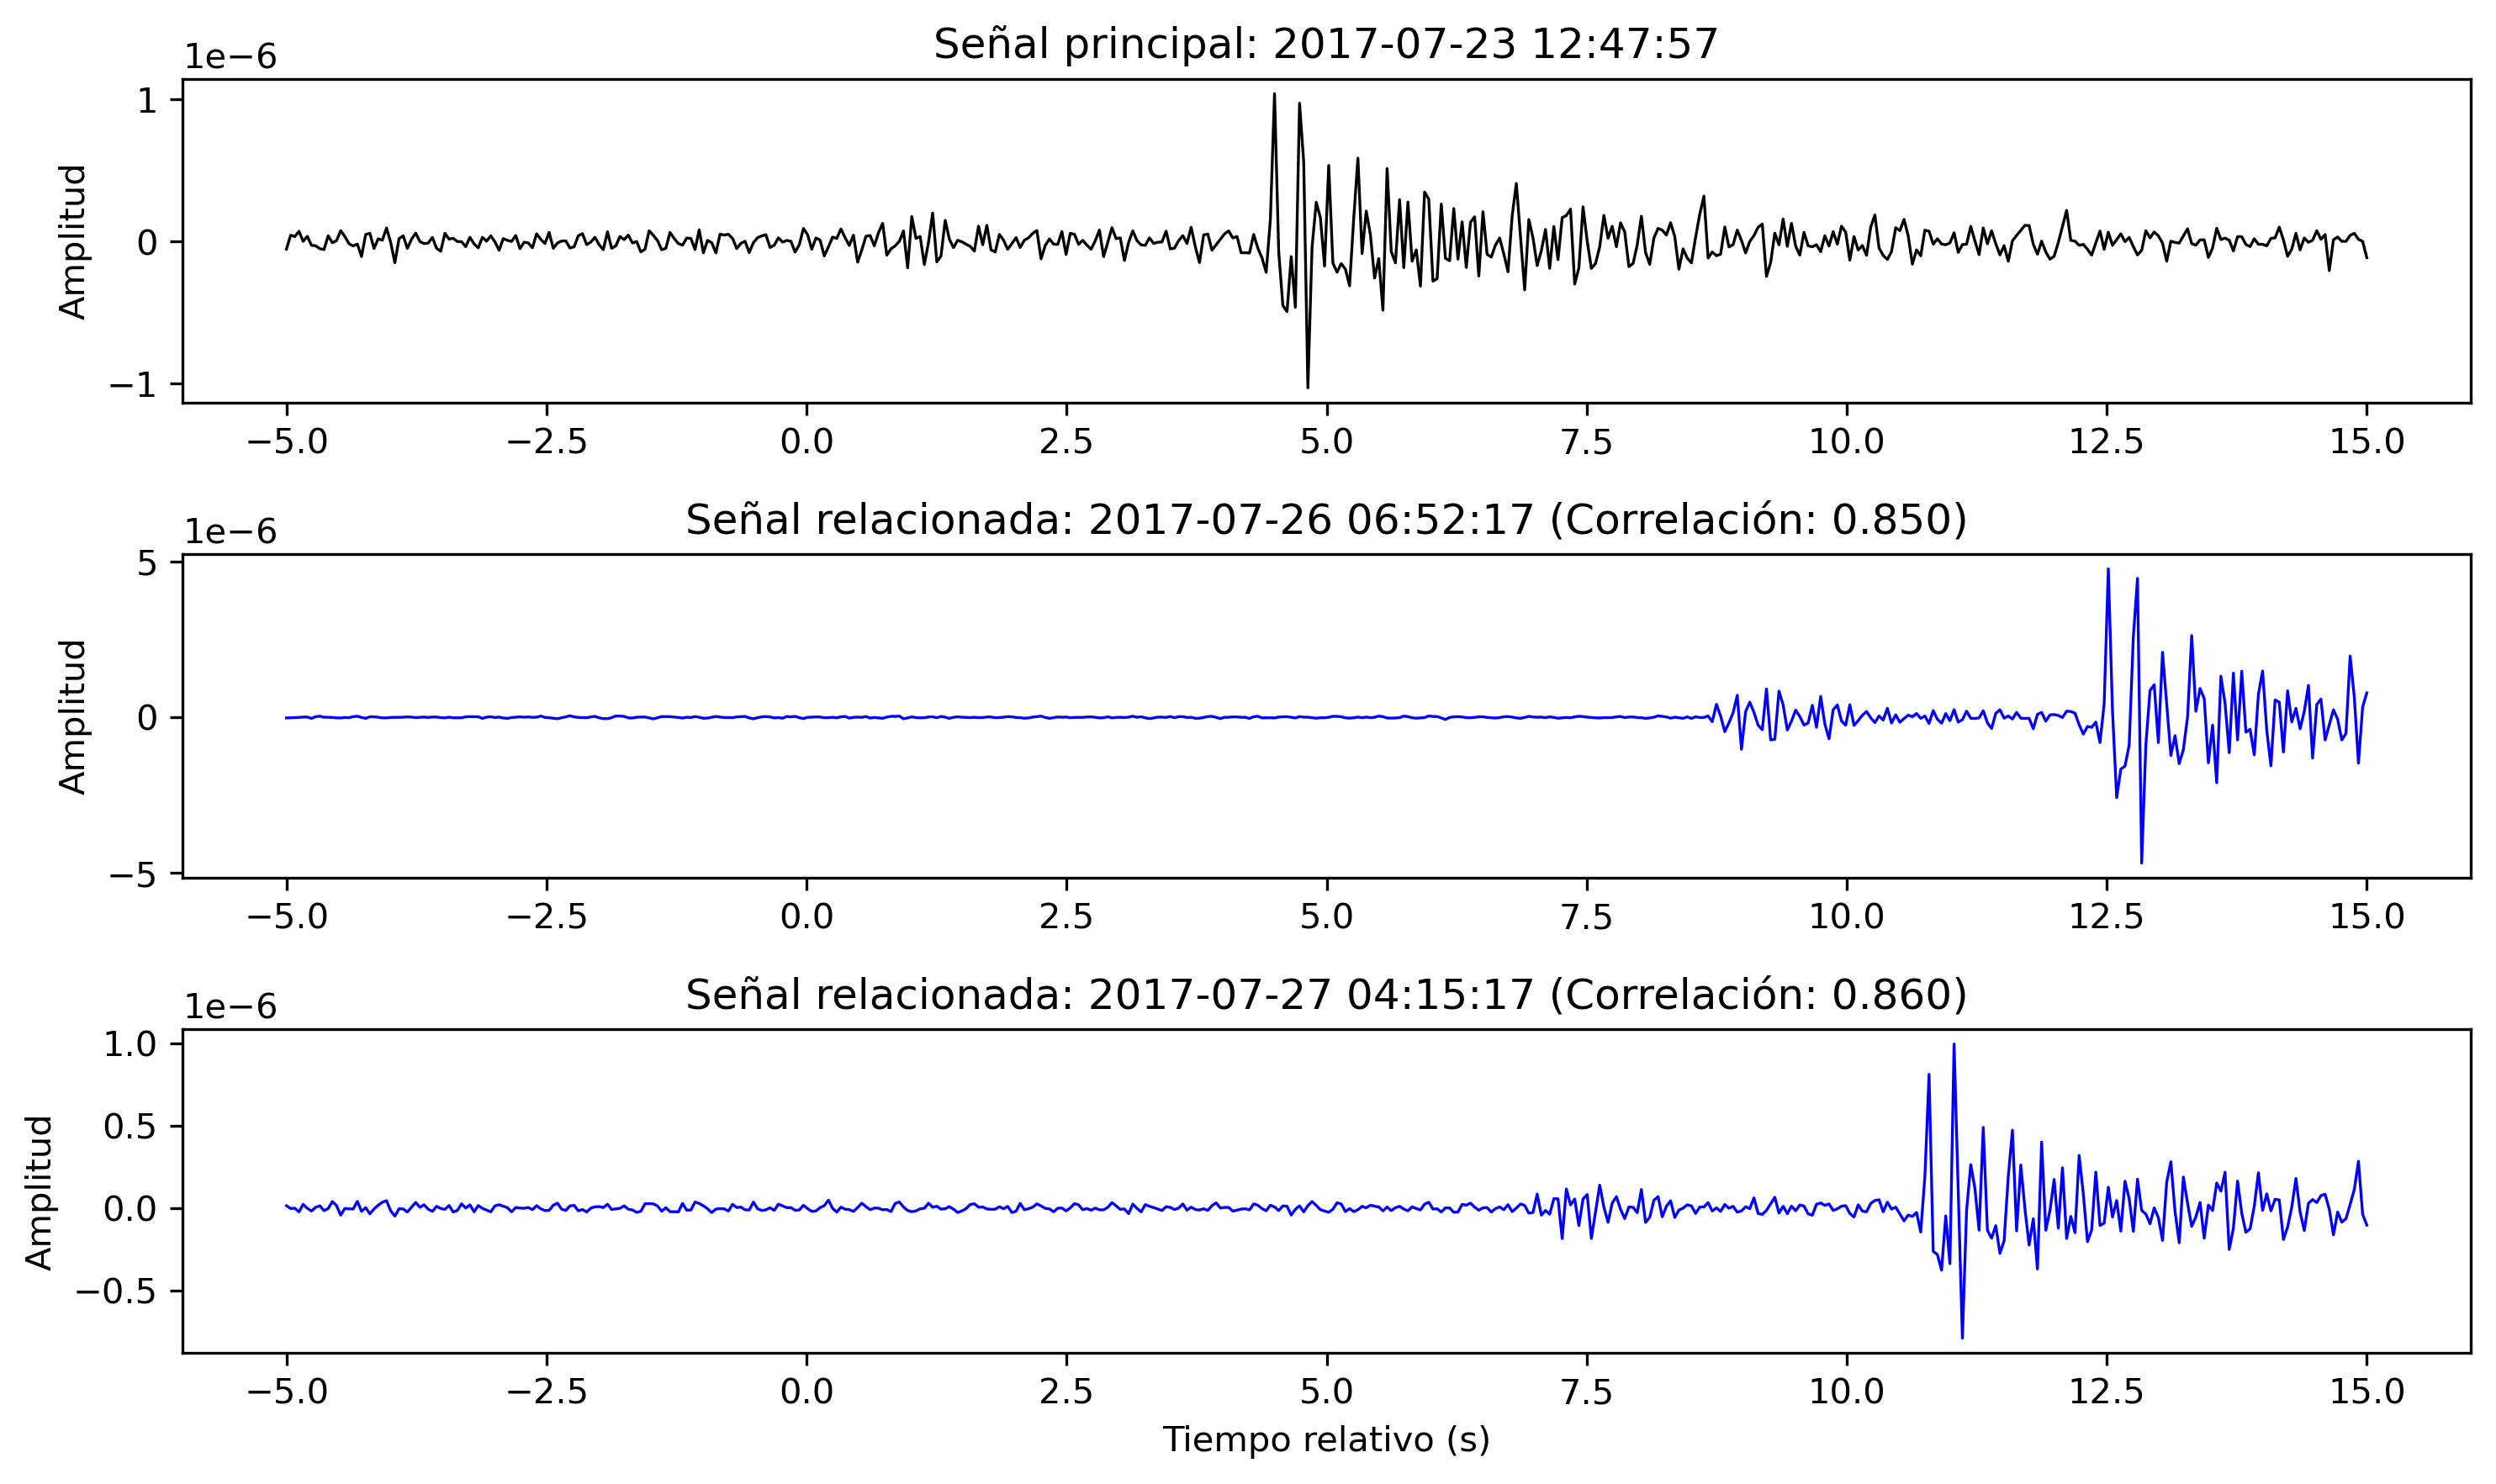 Señal principal: 2017-07-23 12:47:57
1e−6
1
0
−1
Amplitud
−5.0 −2.5 0.0 2.5 5.0 7.5 10.0 12.5 15.0
Señal relacionada: 2017-07-26 06:52:17 (Correlación: 0.850)
1e−6
5
0
−5
Amplitud
−5.0 −2.5 0.0 2.5 5.0 7.5 10.0 12.5 15.0
Señal relacionada: 2017-07-27 04:15:17 (Correlación: 0.860)
1e−6
1.0
0.5
0.0
−0.5
Amplitud
−5.0 −2.5 0.0 2.5 5.0 7.5 10.0 12.5 15.0
Tiempo relativo (s)